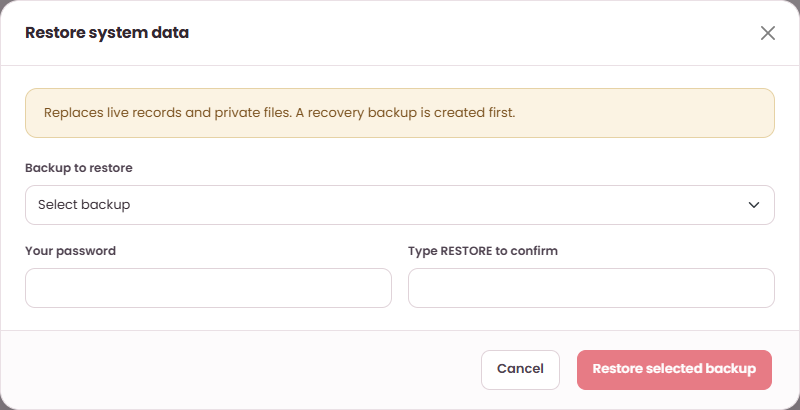 Restore system data
Replaces live records and private files. A recovery backup is created first.
Backup to restore
Select backup
Your password
Type RESTORE to confirm
Cancel
Restore selected backup